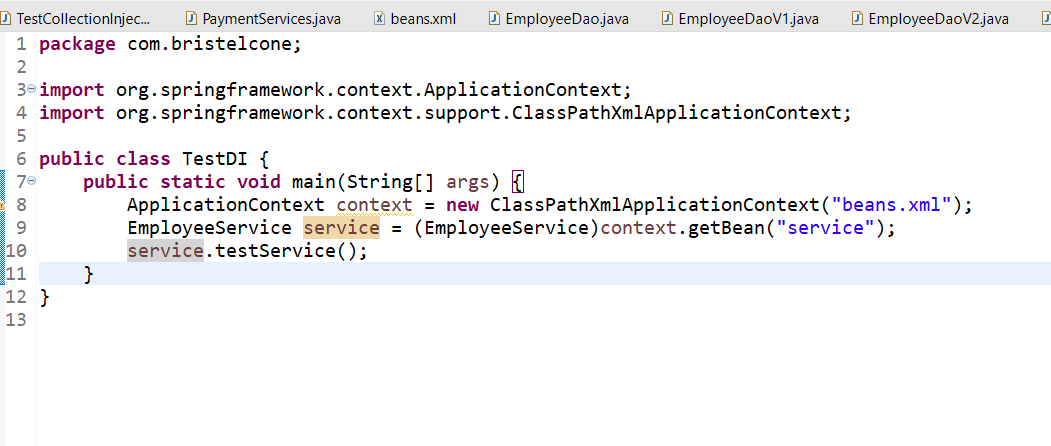 TestCollectionInjec... PaymentServices.java beans.xml EmployeeDao.java EmployeeDaoV1.java EmployeeDaoV2.java
1 package com.bristelcone;
2
3 import org.springframework.context.ApplicationContext;
4 import org.springframework.context.support.ClassPathXmlApplicationContext;
5
6 public class TestDI {
7     public static void main(String[] args) {
8         ApplicationContext context = new ClassPathXmlApplicationContext("beans.xml");
9         EmployeeService service = (EmployeeService)context.getBean("service");
10         service.testService();
11     }
12 }
13